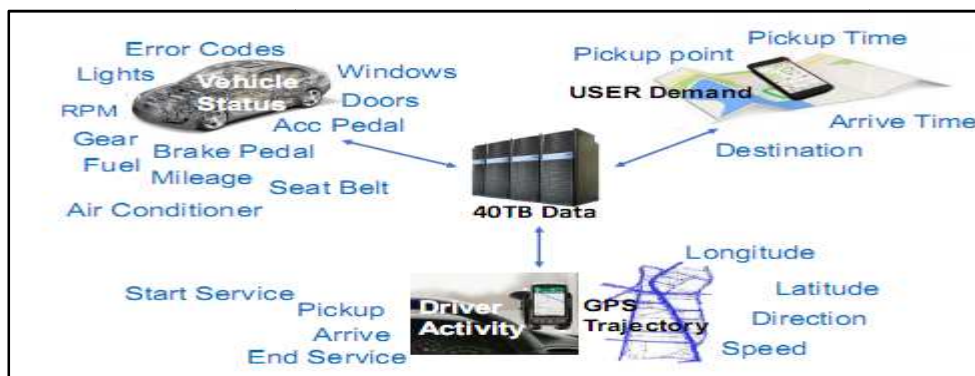 Error Codes
Lights
Vehicle
Status
Windows
RPM
Doors
Acc Pedal
Gear
Brake Pedal
Fuel
Mileage
Seat Belt
Air Conditioner
Pickup point
Pickup Time
USER Demand
Arrive Time
Destination
40TB Data
Start Service
Pickup
Arrive
End Service
Driver
Activity
GPS
Trajectory
Longitude
Latitude
Direction
Speed